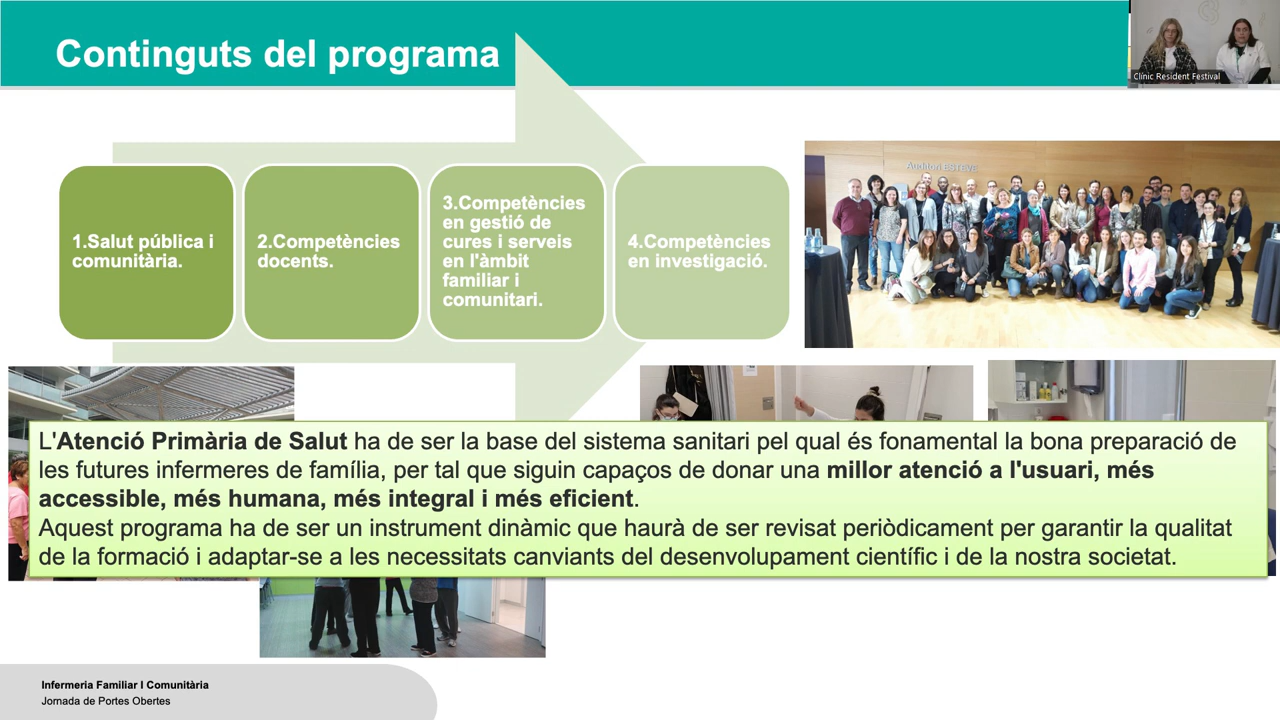 Continguts del programa
Clínic Resident Festival
1.Salut pública i
comunitària.
2.Competències
docents.
3.Competències
en gestió de
cures i serveis
en l'àmbit
familiar i
comunitari.
4.Competències
en investigació.
Auditori ESTEVE
L'Atenció Primària de Salut ha de ser la base del sistema sanitari pel qual és fonamental la bona preparació de
les futures infermeres de família, per tal que siguin capaços de donar una millor atenció a l'usuari, més
accessible, més humana, més integral i més eficient.
Aquest programa ha de ser un instrument dinàmic que haurà de ser revisat periòdicament per garantir la qualitat
de la formació i adaptar-se a les necessitats canviants del desenvolupament científic i de la nostra societat.
Infermeria Familiar I Comunitària
Jornada de Portes Obertes